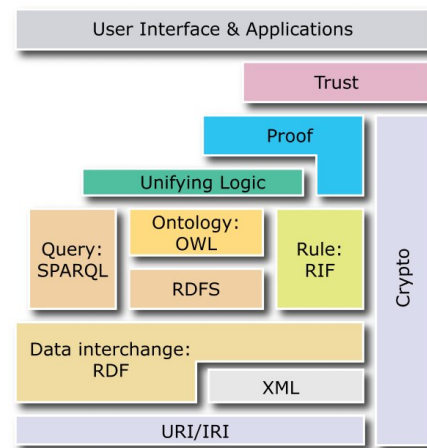 User Interface & Applications
Trust
Proof
Unifying Logic
Query:
SPARQL
Ontology:
OWL
RDFS
Rule:
RIF
Crypto
Data interchange:
RDF
XML
URI/IRI